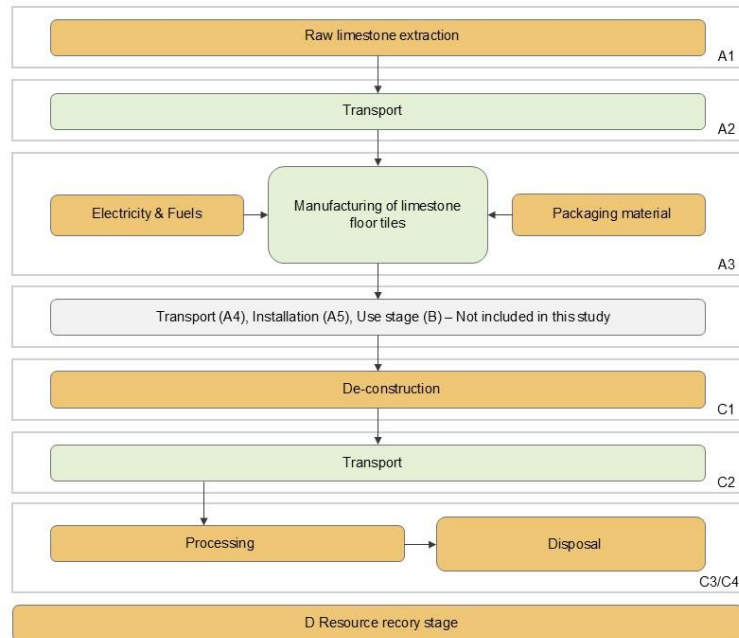 Raw limestone extraction
A1
Transport
A2
Electricity & Fuels
Manufacturing of limestone
floor tiles
Packaging material
A3
Transport (A4), Installation (A5), Use stage (B) – Not included in this study
De-construction
C1
Transport
C2
Processing
Disposal
C3/C4
D Resource recory stage